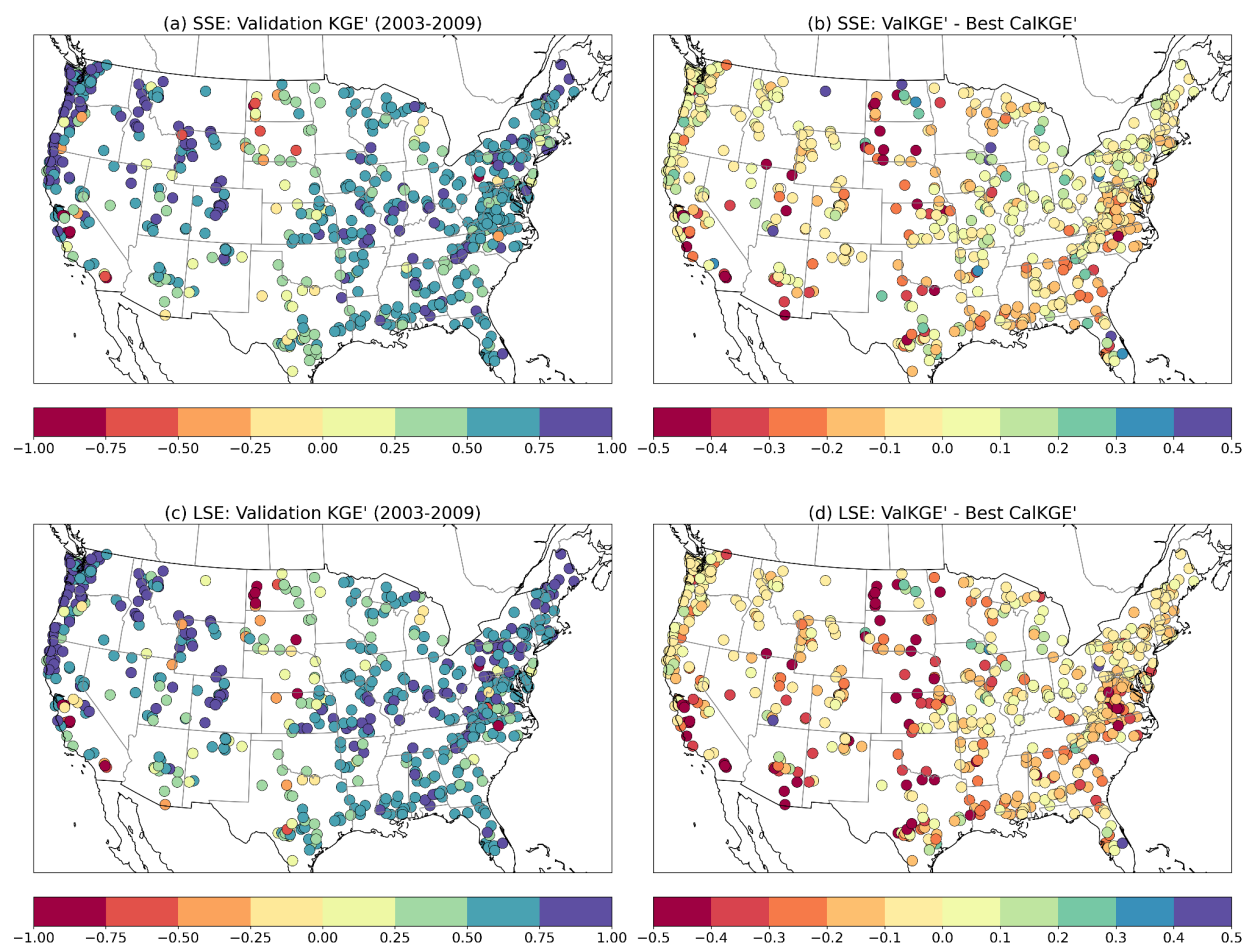 (a) SSE: Validation KGE' (2003-2009)
(b) SSE: ValKGE' - Best CalKGE'
−1.00 −0.75 −0.50 −0.25 0.00 0.25 0.50 0.75 1.00
−0.5 −0.4 −0.3 −0.2 −0.1 0.0 0.1 0.2 0.3 0.4 0.5
(c) LSE: Validation KGE' (2003-2009)
(d) LSE: ValKGE' - Best CalKGE'
−1.00 −0.75 −0.50 −0.25 0.00 0.25 0.50 0.75 1.00
−0.5 −0.4 −0.3 −0.2 −0.1 0.0 0.1 0.2 0.3 0.4 0.5